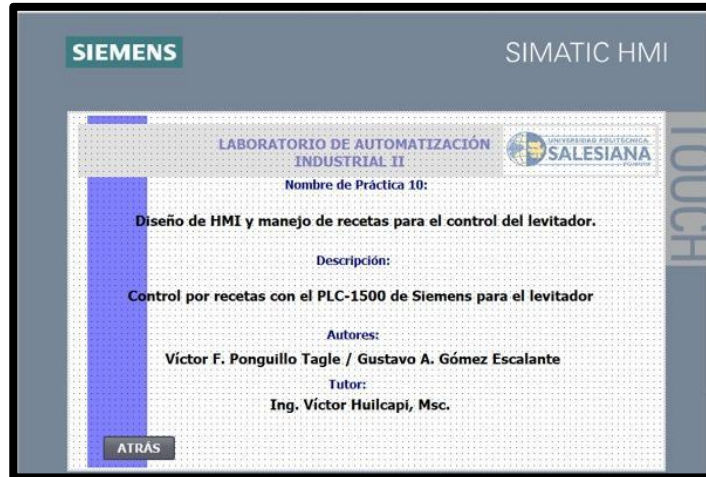 SIEMENS
SIMATIC HMI
TOUCH
LABORATORIO DE AUTOMATIZACIÓN
INDUSTRIAL II
UNIVERSIDAD POLITÉCNICA
SALESIANA
Nombre de Práctica 10:
Diseño de HMI y manejo de recetas para el control del levitador.
Descripción:
Control por recetas con el PLC-1500 de Siemens para el levitador
Autores:
Víctor F. Ponguillo Tagle / Gustavo A. Gómez Escalante
Tutor:
Ing. Víctor Huilcapi, Msc.
ATRÁS